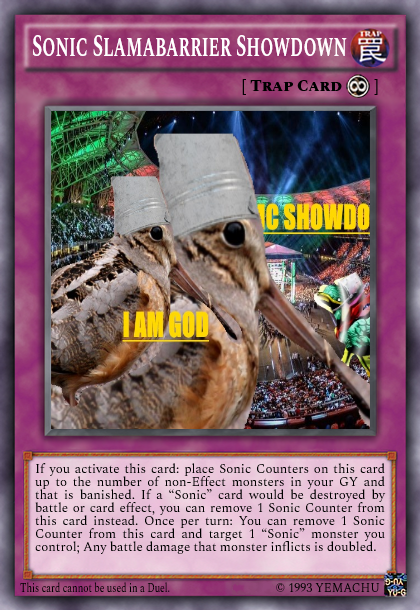 SONIC SLAMABARRIER SHOWDOWN
TRAP
罠
[ TRAP CARD ♾ ]
IC SHOWDO
I AM GOD
If you activate this card: place Sonic Counters on this card
up to the number of non-Effect monsters in your GY and
that is banished. If a “Sonic” card would be destroyed by
battle or card effect, you can remove 1 Sonic Counter from
this card instead. Once per turn: You can remove 1 Sonic
Counter from this card and target 1 “Sonic” monster you
control; Any battle damage that monster inflicts is doubled.
This card cannot be used in a Duel.
© 1993 YEMACHU